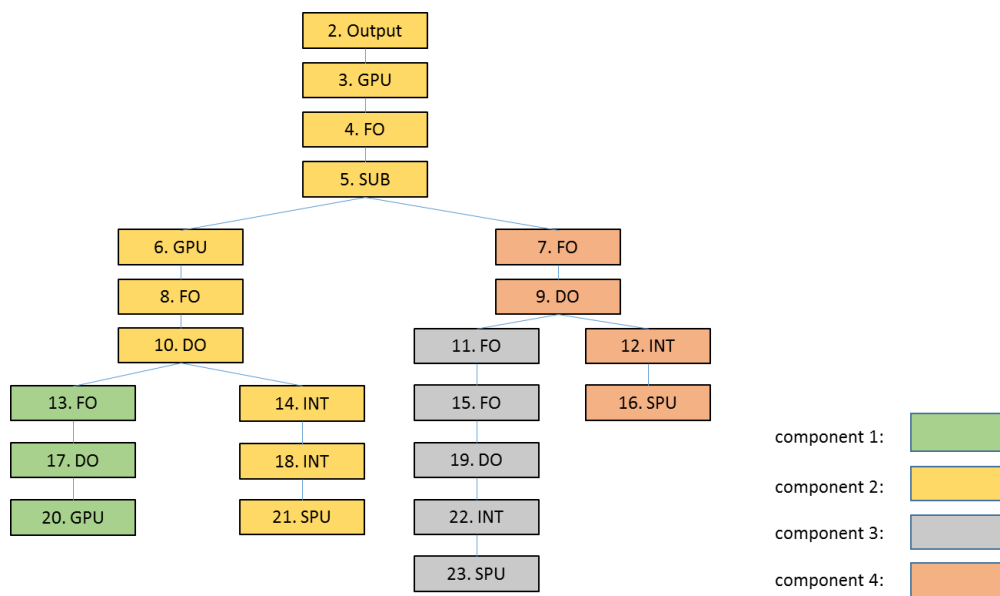 2. Output
3. GPU
4. FO
5. SUB
6. GPU
7. FO
8. FO
9. DO
10. DO
11. FO
12. INT
13. FO
14. INT
15. FO
16. SPU
17. DO
18. INT
19. DO
20. GPU
21. SPU
22. INT
23. SPU
component 1:
component 2:
component 3:
component 4: